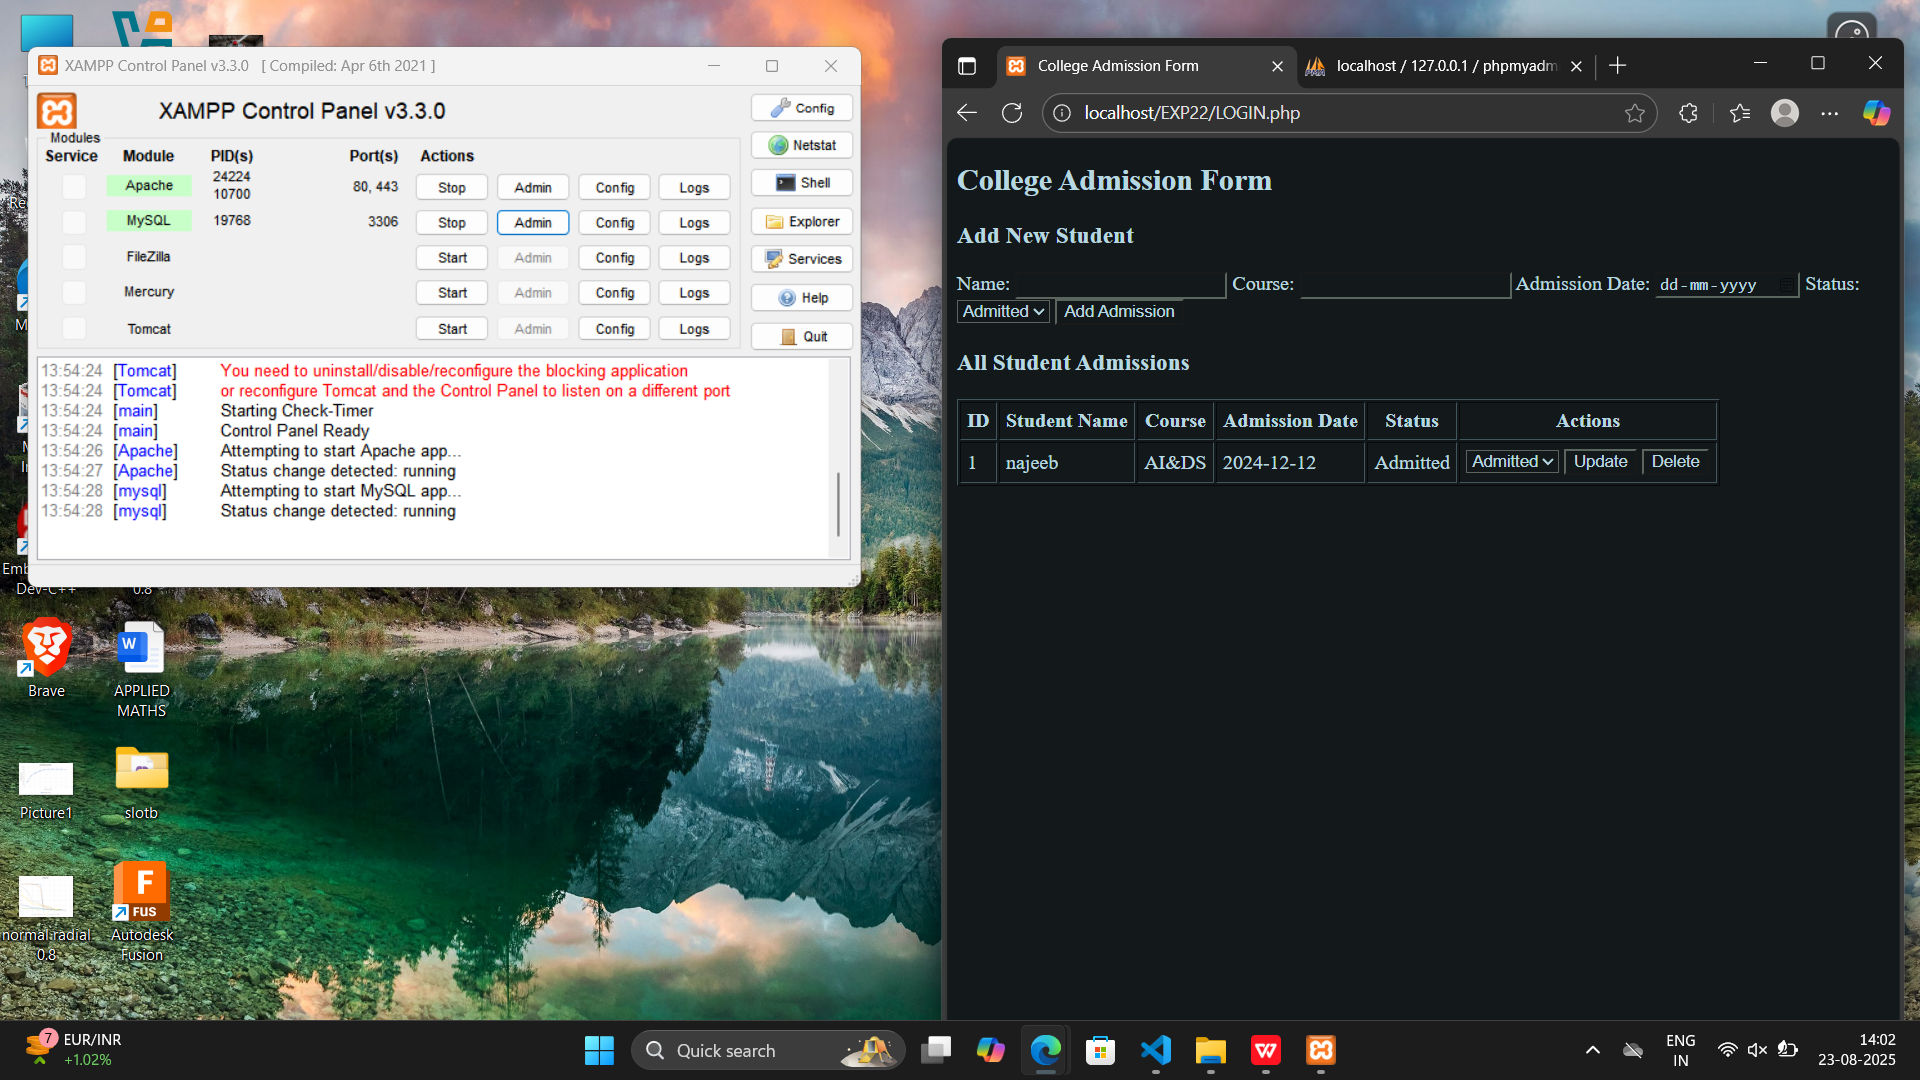 XAMPP Control Panel v3.3.0 [ Compiled: Apr 6th 2021 ]
XAMPP Control Panel v3.3.0
Config
Modules
Service Module PID(s) Port(s) Actions
Netstat
Apache 24224 10700 80, 443 Stop Admin Config Logs
Shell
MySQL 19768 3306 Stop Admin Config Logs
Explorer
FileZilla Start Admin Config Logs
Services
Mercury Start Admin Config Logs
Help
Tomcat Start Admin Config Logs
Quit
13:54:24 [Tomcat] You need to uninstall/disable/reconfigure the blocking application
13:54:24 [Tomcat] or reconfigure Tomcat and the Control Panel to listen on a different port
13:54:24 [main] Starting Check-Timer
13:54:24 [main] Control Panel Ready
13:54:26 [Apache] Attempting to start Apache app...
13:54:27 [Apache] Status change detected: running
13:54:28 [mysql] Attempting to start MySQL app...
13:54:28 [mysql] Status change detected: running
Dev-C++
0.8
Brave
APPLIED
MATHS
Picture1
slotb
normal radial
0.8
F
FUS
Autodesk
Fusion
College Admission Form
localhost / 127.0.0.1 / phpmyadm
localhost/EXP22/LOGIN.php
College Admission Form
Add New Student
Name: Course: Admission Date: dd-mm-yyyy Status:
Admitted Add Admission
All Student Admissions
ID Student Name Course Admission Date Status Actions
1 najeeb AI&DS 2024-12-12 Admitted Admitted Update Delete
7
EUR/INR
+1.02%
Quick search
ENG
IN
14:02
23-08-2025